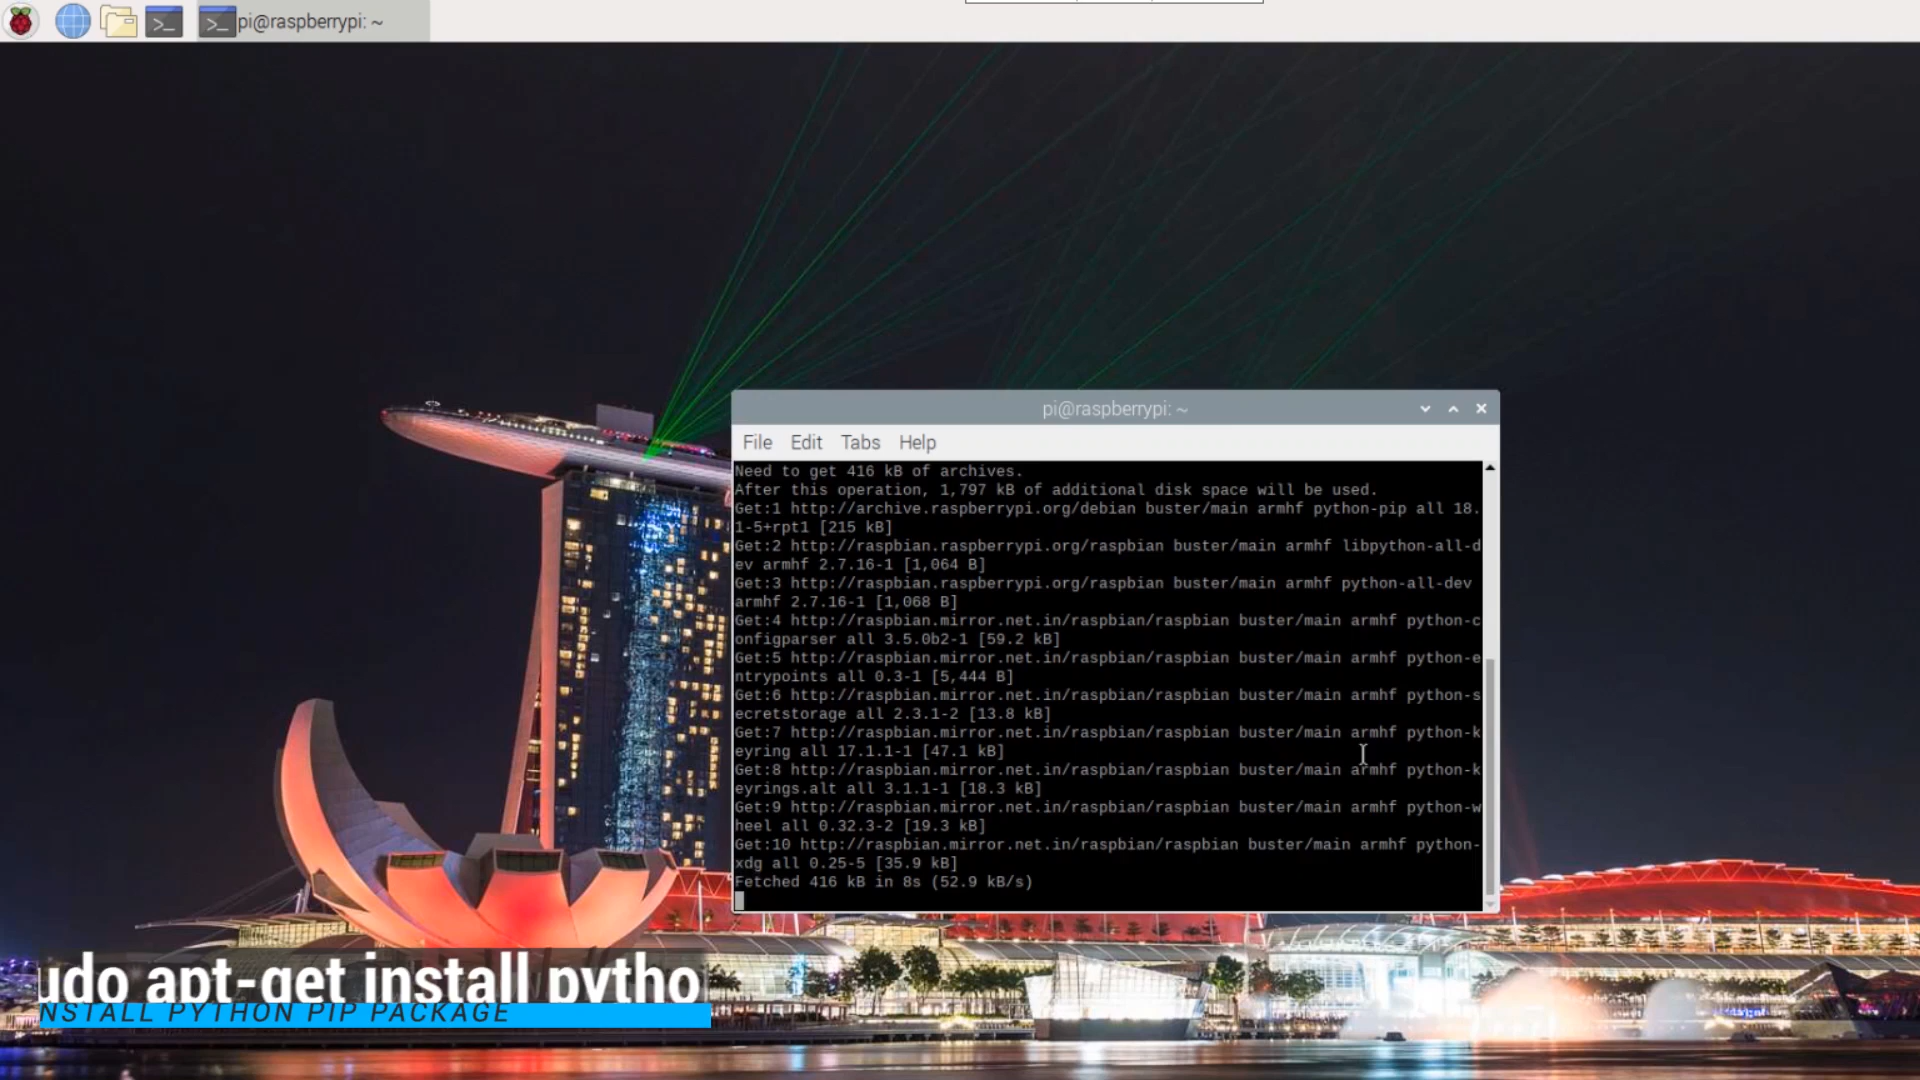 pi@raspberrypi: ~
pi@raspberrypi: ~
File Edit Tabs Help
Need to get 416 kB of archives.
After this operation, 1,797 kB of additional disk space will be used.
Get:1 http://archive.raspberrypi.org/debian buster/main armhf python-pip all 18.
1-5+rpt1 [215 kB]
Get:2 http://raspbian.raspberrypi.org/raspbian buster/main armhf libpython-all-d
ev armhf 2.7.16-1 [1,064 B]
Get:3 http://raspbian.raspberrypi.org/raspbian buster/main armhf python-all-dev
armhf 2.7.16-1 [1,068 B]
Get:4 http://raspbian.mirror.net.in/raspbian/raspbian buster/main armhf python-c
onfigparser all 3.5.0b2-1 [59.2 kB]
Get:5 http://raspbian.mirror.net.in/raspbian/raspbian buster/main armhf python-e
ntrypoints all 0.3-1 [5,444 B]
Get:6 http://raspbian.mirror.net.in/raspbian/raspbian buster/main armhf python-s
ecretstorage all 2.3.1-2 [13.8 kB]
Get:7 http://raspbian.mirror.net.in/raspbian/raspbian buster/main armhf python-k
eyring all 17.1.1-1 [47.1 kB]
Get:8 http://raspbian.mirror.net.in/raspbian/raspbian buster/main armhf python-k
eyrings.alt all 3.1.1-1 [18.3 kB]
Get:9 http://raspbian.mirror.net.in/raspbian/raspbian buster/main armhf python-w
heel all 0.32.3-2 [19.3 kB]
Get:10 http://raspbian.mirror.net.in/raspbian/raspbian buster/main armhf python-
xdg all 0.25-5 [35.9 kB]
Fetched 416 kB in 8s (52.9 kB/s)
udo apt-get install pytho
NSTALL PYTHON PIP PACKAGE